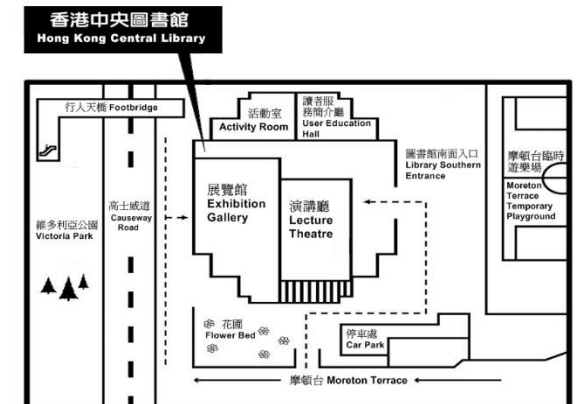 香港中央圖書館
Hong Kong Central Library
行人天橋 Footbridge
活動室
Activity Room
讀者服
務簡介廳
User Education
Hall
圖書館南面入口
Library Southern
Entrance
摩頓台臨時
遊樂場
Moreton
Terrace
Temporary
Playground
維多利亞公園
Victoria Park
高士威道
Causeway
Road
展覽館
Exhibition
Gallery
演講廳
Lecture
Theatre
花圃
Flower Bed
停車處
Car Park
摩頓台 Moreton Terrace